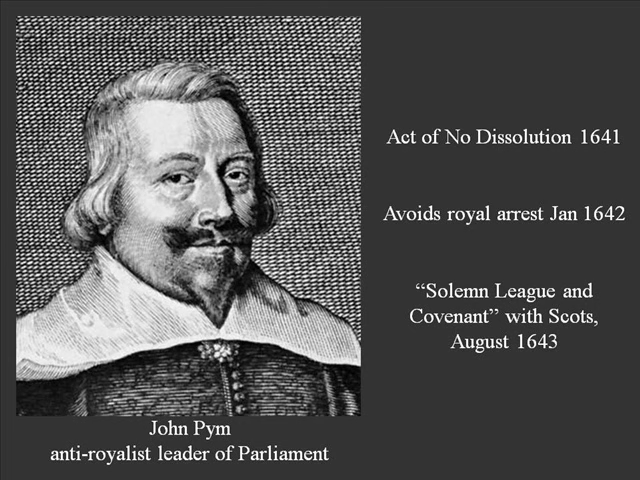 Act of No Dissolution 1641
Avoids royal arrest Jan 1642
“Solemn League and
Covenant” with Scots,
August 1643
John Pym
anti-royalist leader of Parliament